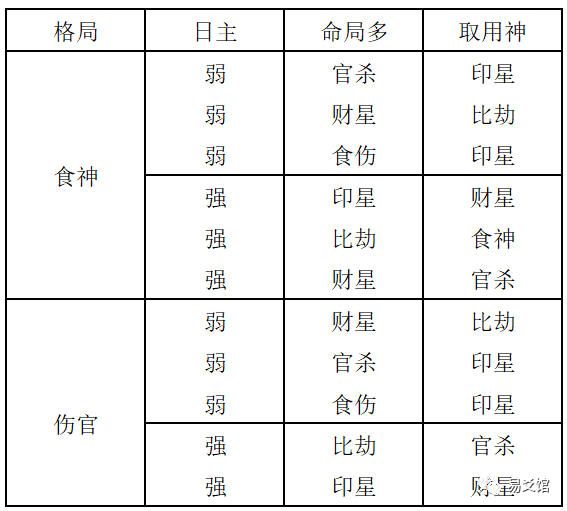 格局 日主 命局多 取用神
食神
弱 官杀 印星
弱 财星 比劫
弱 食伤 印星
强 印星 财星
强 比劫 食神
强 财星 官杀
伤官
弱 财星 比劫
弱 官杀 印星
弱 食伤 印星
强 比劫 官杀
强 印星 财星
易爻馆